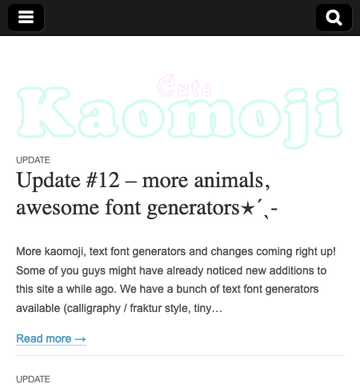 Cute
Kaomoji
UPDATE
Update #12 – more animals,
awesome font generators★´ˎ-
More kaomoji, text font generators and changes coming right up!
Some of you guys might have already noticed new additions to
this site a while ago. We have a bunch of text font generators
available (calligraphy / fraktur style, tiny…
Read more →
UPDATE